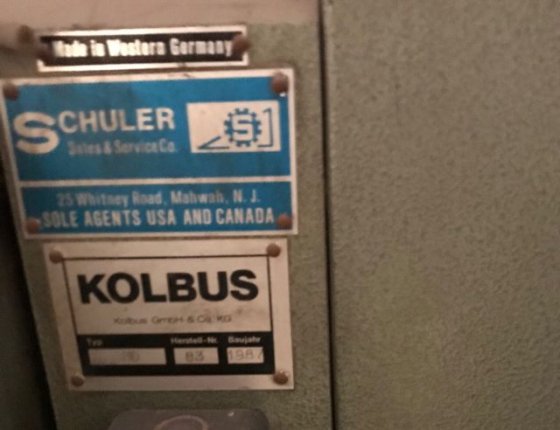 Made in Western Germany
SCHULER
Sales & Service Co.
S
25 Whitney Road, Mahwah, N. J.
SOLE AGENTS USA AND CANADA
KOLBUS
Kolbus GmbH & Co. KG
Typ Herstell-Nr. Baujahr
83 1987